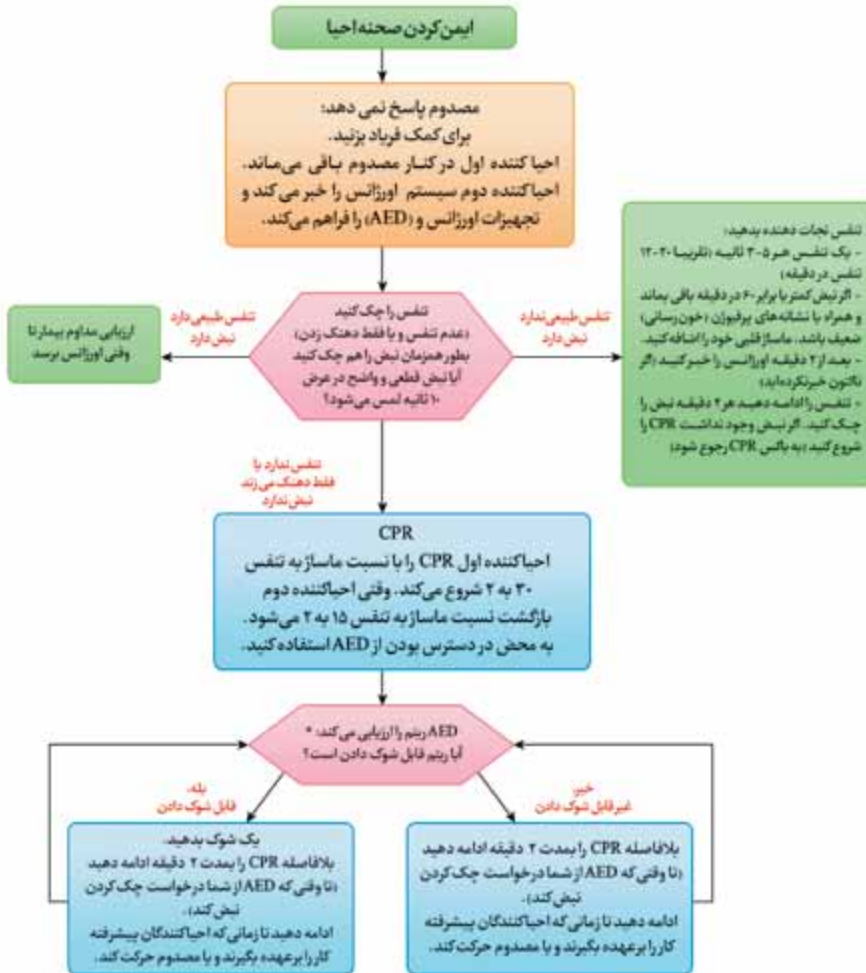 ایمن کردن صحنه احیا
مصدوم پاسخ نمی دهد:
برای کمک فریاد بزنید.
احیا کننده اول در کنار مصدوم باقی می‌ماند.
احیاکننده دوم سیستم اورژانس را خبر می‌کند و
تجهیزات اورژانس و (AED) را فراهم می‌کند.
تنفس را چک کنید
(عدم تنفس و یا فقط دهنک زدن)
بطور همزمان نبض را هم چک کنید
آیا نبض قطعی و واضح در عرض
۱۰ ثانیه لمس می‌شود؟
تنفس طبیعی ندارد
نبض دارد
تنفس نجات دهنده بدهید:
- یک تنفس هر ۵-۳ ثانیه (تقریبا ۲۰-۱۲
تنفس در دقیقه)
- اگر نبض کمتر یا برابر ۶۰ در دقیقه باقی بماند
و همراه با نشانه‌های پرفیوژن (خون رسانی)
ضعیف باشد، ماساژ قلبی خود را اضافه کنید.
- بعد از ۲ دقیقه اورژانس را خبر کنید (اگر
تاکنون خبر نکرده‌اید)
- تنفس را ادامه دهید هر ۲ دقیقه نبض را
چک کنید. اگر نبض وجود نداشت CPR را
شروع کنید (به باکس CPR رجوع شود)
تنفس طبیعی دارد
نبض دارد
ارزیابی مداوم بیمار تا
وقتی اورژانس برسد
تنفس ندارد یا
فقط دهنک می زند
نبض ندارد
CPR
احیاکننده اول CPR را با نسبت ماساژ به تنفس
۳۰ به ۲ شروع می‌کند. وقتی احیاکننده دوم
بازگشت نسبت ماساژ به تنفس ۱۵ به ۲ می‌شود.
به محض در دسترس بودن از AED استفاده کنید.
AED ریتم را ارزیابی می‌کند: *
آیا ریتم قابل شوک دادن است؟
خیر،
غیرقابل شوک دادن
بلافاصله CPR را بمدت ۲ دقیقه ادامه دهید
(تا وقتی که AED از شما درخواست چک کردن
نبض کند).
ادامه دهید تا زمانی که احیاکنندگان پیشرفته
کار را برعهده بگیرند و یا مصدوم حرکت کند.
بله،
قابل شوک دادن
یک شوک بدهید.
بلافاصله CPR را بمدت ۲ دقیقه ادامه دهید
(تا وقتی که AED از شما درخواست چک کردن
نبض کند).
ادامه دهید تا زمانی که احیاکنندگان پیشرفته
کار را برعهده بگیرند و یا مصدوم حرکت کند.